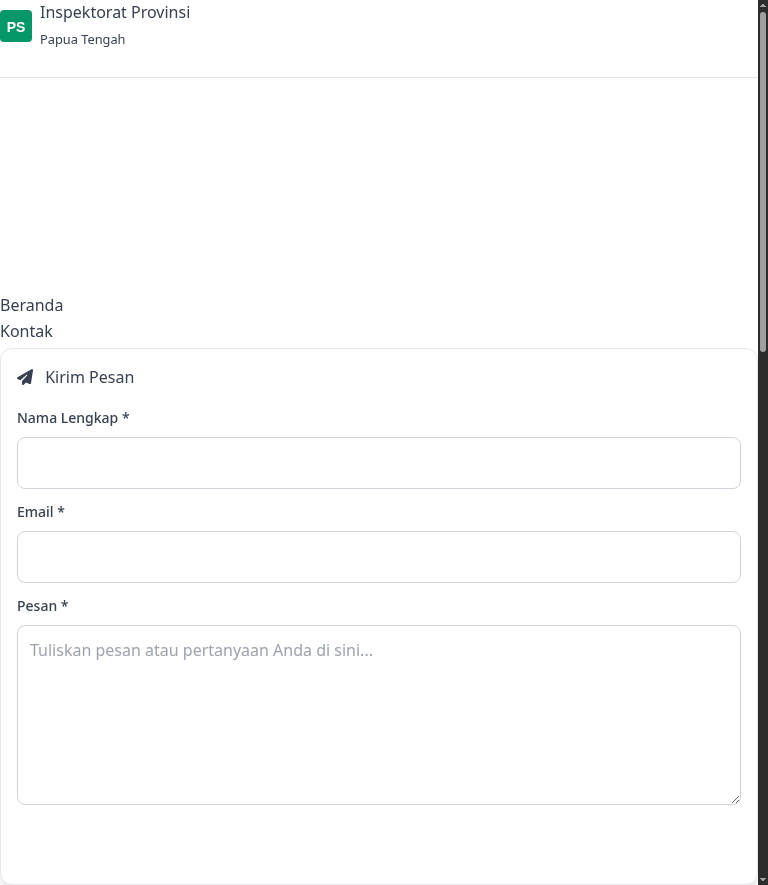 PS
Inspektorat Provinsi
Papua Tengah
Beranda
Kontak
Kirim Pesan
Nama Lengkap *
Email *
Pesan *
Tuliskan pesan atau pertanyaan Anda di sini...